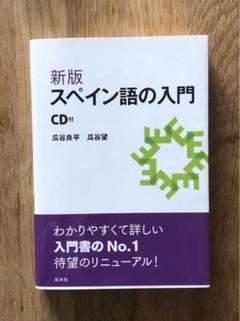 新版
スペイン語の入門
CD付
瓜谷良平 瓜谷望
わかりやすくて詳しい
入門書のNo.1
待望のリニューアル!
白水社